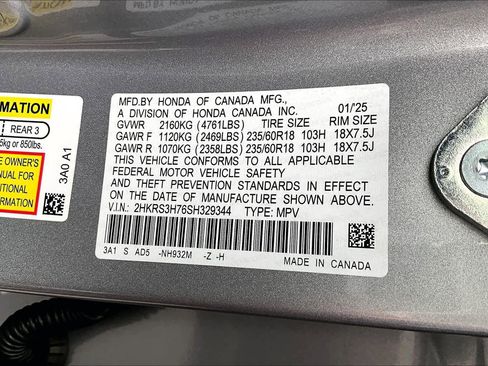 MFD.BY HONDA OF CANADA MFG., 01/'25
A DIVISION OF HONDA CANADA INC.
GVWR 2160KG (4761LBS) TIRE SIZE RIM SIZE
GAWR F 1120KG (2469LBS) 235/60R18 103H 18X7.5J
GAWR R 1070KG (2358LBS) 235/60R18 103H 18X7.5J
THIS VEHICLE CONFORMS TO ALL APPLICABLE
FEDERAL MOTOR VEHICLE SAFETY
AND THEFT PREVENTION STANDARDS IN EFFECT
ON THE DATE OF MANUFACTURE SHOWN ABOVE.
V.I.N.: 2HKRS3H76SH329344 TYPE: MPV
3A1 S AD5 -NH932M -Z -H
MADE IN CANADA
3A0 A1
REAR 3
5kg or 850lbs.
OWNER'S
FOR